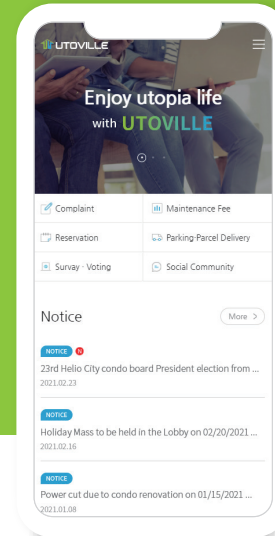 UTOVILLE
Enjoy utopia life
with UTOVILLE
Complaint
Maintenance Fee
Reservation
Parking·Parcel Delivery
Survay · Voting
Social Community
Notice
More >
NOTICE N
23rd Helio City condo board President election from ...
2021.02.23
NOTICE
Holiday Mass to be held in the Lobby on 02/20/2021 ...
2021.02.16
NOTICE
Power cut due to condo renovation on 01/15/2021 ...
2021.01.08